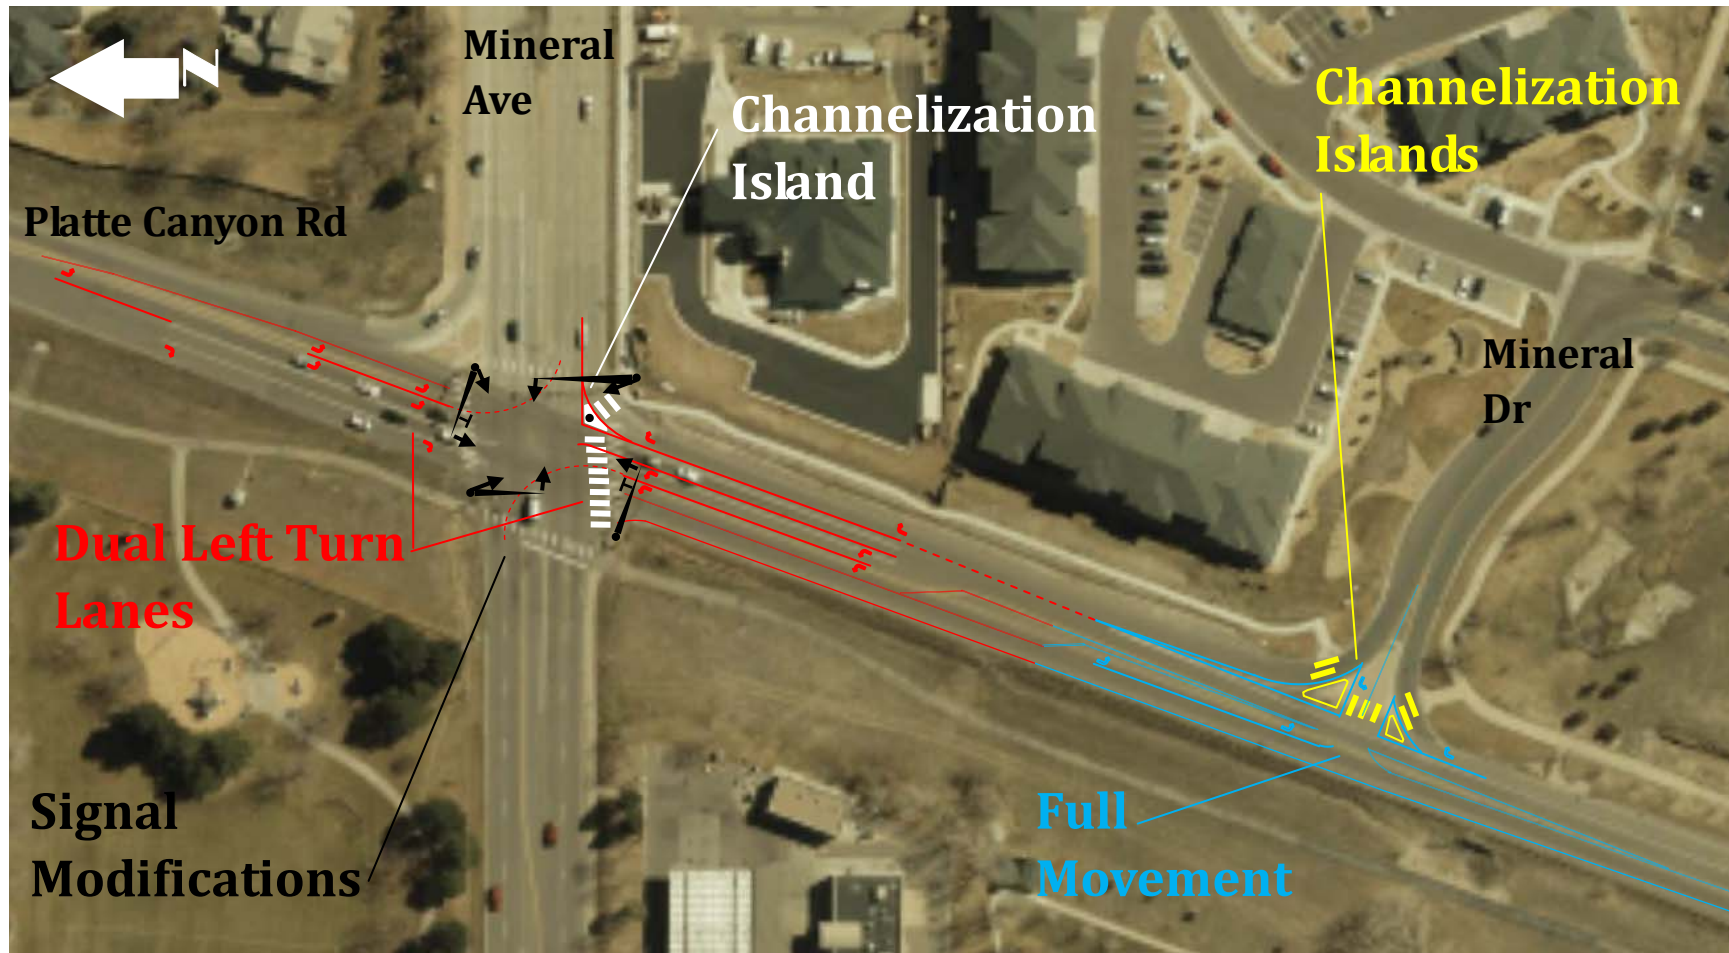 N
Mineral
Ave
Channelization
Island
Channelization
Islands
Platte Canyon Rd
Mineral
Dr
Dual Left Turn
Lanes
Signal
Modifications
Full
Movement